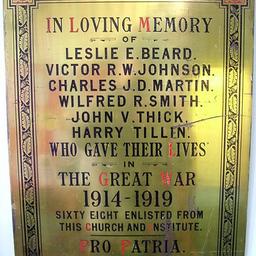 IN LOVING MEMORY
OF
LESLIE E. BEARD.
VICTOR R.W. JOHNSON.
CHARLES J.D. MARTIN.
WILFRED R. SMITH.
JOHN V. THICK.
HARRY TILLIN.
WHO GAVE THEIR LIVES
IN
THE GREAT WAR
1914-1919
SIXTY EIGHT ENLISTED FROM
THIS CHURCH AND INSTITUTE.
PRO PATRIA.